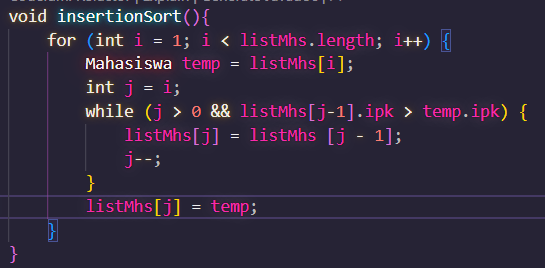 void insertionSort(){
    for (int i = 1; i < listMhs.length; i++) {
        Mahasiswa temp = listMhs[i];
        int j = i;
        while (j > 0 && listMhs[j-1].ipk > temp.ipk) {
            listMhs[j] = listMhs [j - 1];
            j--;
        }
        listMhs[j] = temp;
    }
}